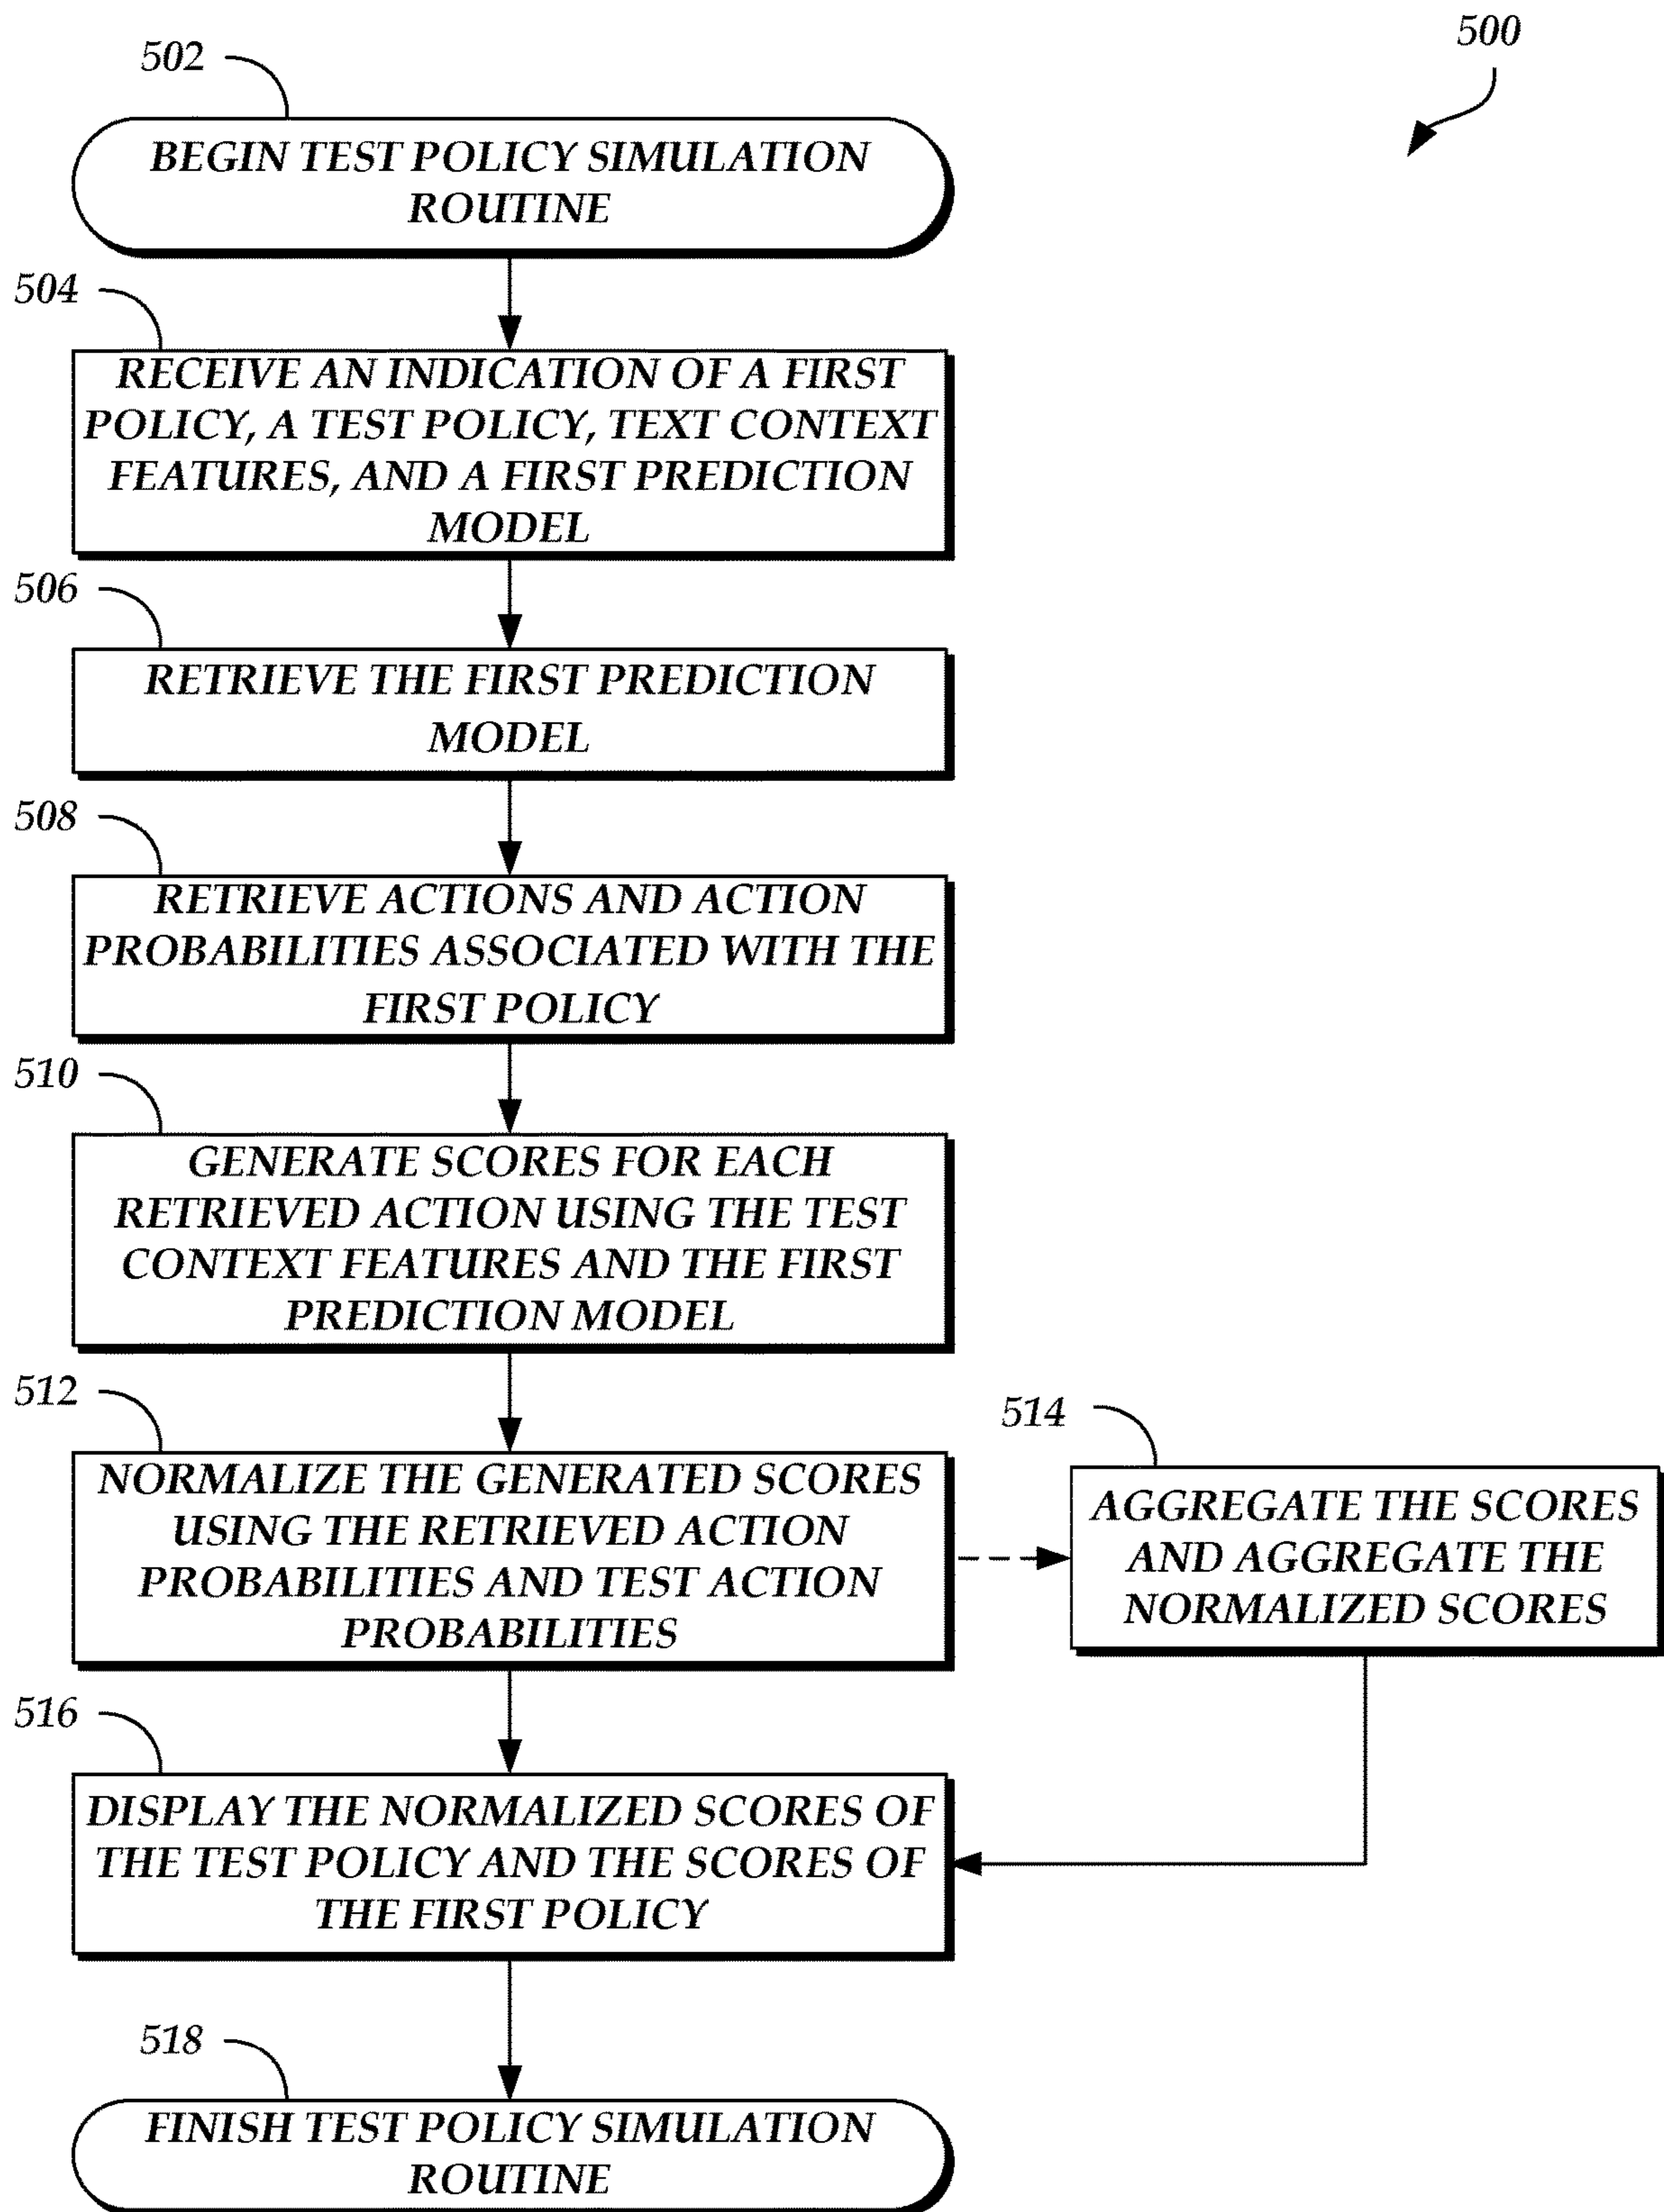 500
502
BEGIN TEST POLICY SIMULATION
ROUTINE
504
RECEIVE AN INDICATION OF A FIRST
POLICY, A TEST POLICY, TEXT CONTEXT
FEATURES, AND A FIRST PREDICTION
MODEL
506
RETRIEVE THE FIRST PREDICTION
MODEL
508
RETRIEVE ACTIONS AND ACTION
PROBABILITIES ASSOCIATED WITH THE
FIRST POLICY
510
GENERATE SCORES FOR EACH
RETRIEVED ACTION USING THE TEST
CONTEXT FEATURES AND THE FIRST
PREDICTION MODEL
512
NORMALIZE THE GENERATED SCORES
USING THE RETRIEVED ACTION
PROBABILITIES AND TEST ACTION
PROBABILITIES
514
AGGREGATE THE SCORES
AND AGGREGATE THE
NORMALIZED SCORES
516
DISPLAY THE NORMALIZED SCORES OF
THE TEST POLICY AND THE SCORES OF
THE FIRST POLICY
518
FINISH TEST POLICY SIMULATION
ROUTINE